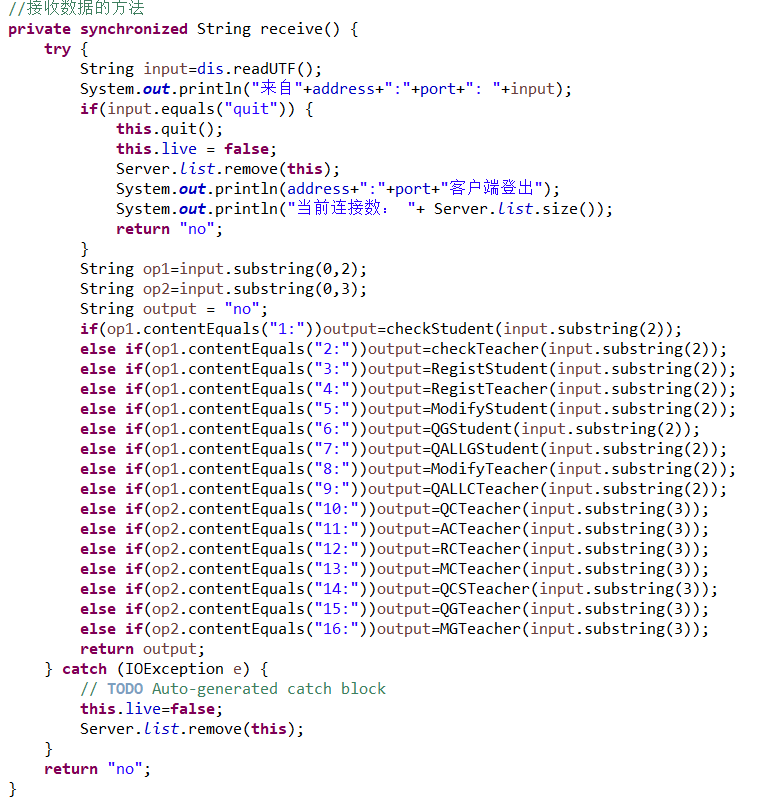 //接收数据的方法
private synchronized String receive() {
    try {
        String input=dis.readUTF();
        System.out.println("来自"+address+":"+port+": "+input);
        if(input.equals("quit")) {
            this.quit();
            this.live = false;
            Server.list.remove(this);
            System.out.println(address+":"+port+"客户端登出");
            System.out.println("当前连接数： "+ Server.list.size());
            return "no";
        }
        String op1=input.substring(0,2);
        String op2=input.substring(0,3);
        String output = "no";
        if(op1.contentEquals("1:"))output=checkStudent(input.substring(2));
        else if(op1.contentEquals("2:"))output=checkTeacher(input.substring(2));
        else if(op1.contentEquals("3:"))output=RegistStudent(input.substring(2));
        else if(op1.contentEquals("4:"))output=RegistTeacher(input.substring(2));
        else if(op1.contentEquals("5:"))output=ModifyStudent(input.substring(2));
        else if(op1.contentEquals("6:"))output=QGStudent(input.substring(2));
        else if(op1.contentEquals("7:"))output=QALLGStudent(input.substring(2));
        else if(op1.contentEquals("8:"))output=ModifyTeacher(input.substring(2));
        else if(op1.contentEquals("9:"))output=QALLCTeacher(input.substring(2));
        else if(op2.contentEquals("10:"))output=QCTeacher(input.substring(3));
        else if(op2.contentEquals("11:"))output=ACTeacher(input.substring(3));
        else if(op2.contentEquals("12:"))output=RCTeacher(input.substring(3));
        else if(op2.contentEquals("13:"))output=MCTeacher(input.substring(3));
        else if(op2.contentEquals("14:"))output=QCSTeacher(input.substring(3));
        else if(op2.contentEquals("15:"))output=QGTeacher(input.substring(3));
        else if(op2.contentEquals("16:"))output=MGTeacher(input.substring(3));
        return output;
    } catch (IOException e) {
        // TODO Auto-generated catch block
        this.live=false;
        Server.list.remove(this);
    }
    return "no";
}